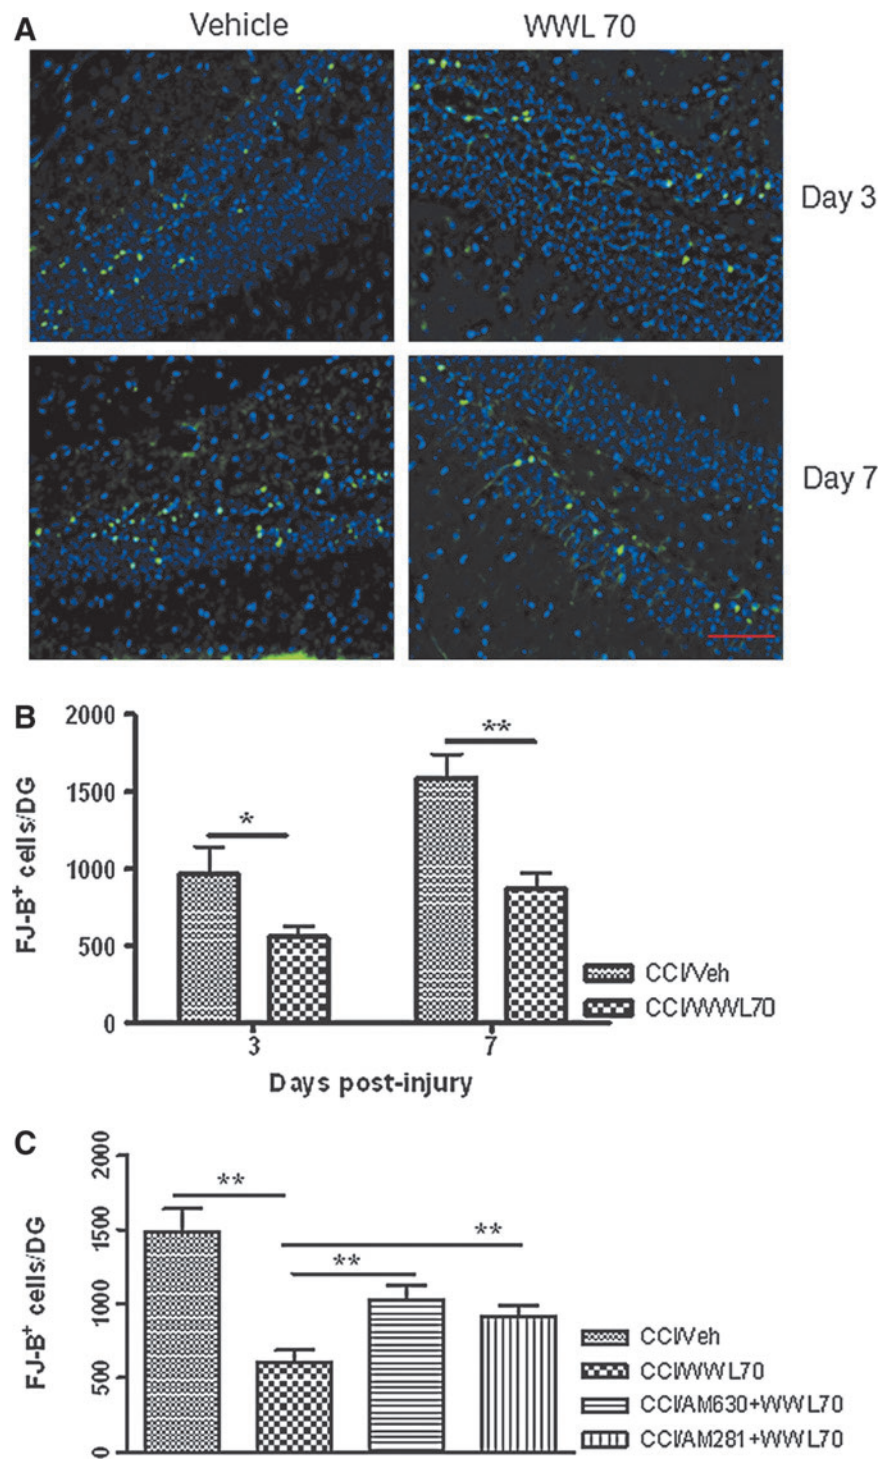 A
Vehicle WWL 70
Day 3
Day 7
B
FJ-B+ cells/DG
2000
1500
1000
500
0
*
**
3 7
Days post-injury
CCI/Veh
CCI/WWL70
C
FJ-B+ cells/DG
2000
1500
1000
500
0
**
**
**
CCI/Veh
CCI/WWL70
CCI/AM630+WWL70
CCI/AM281+WWL70